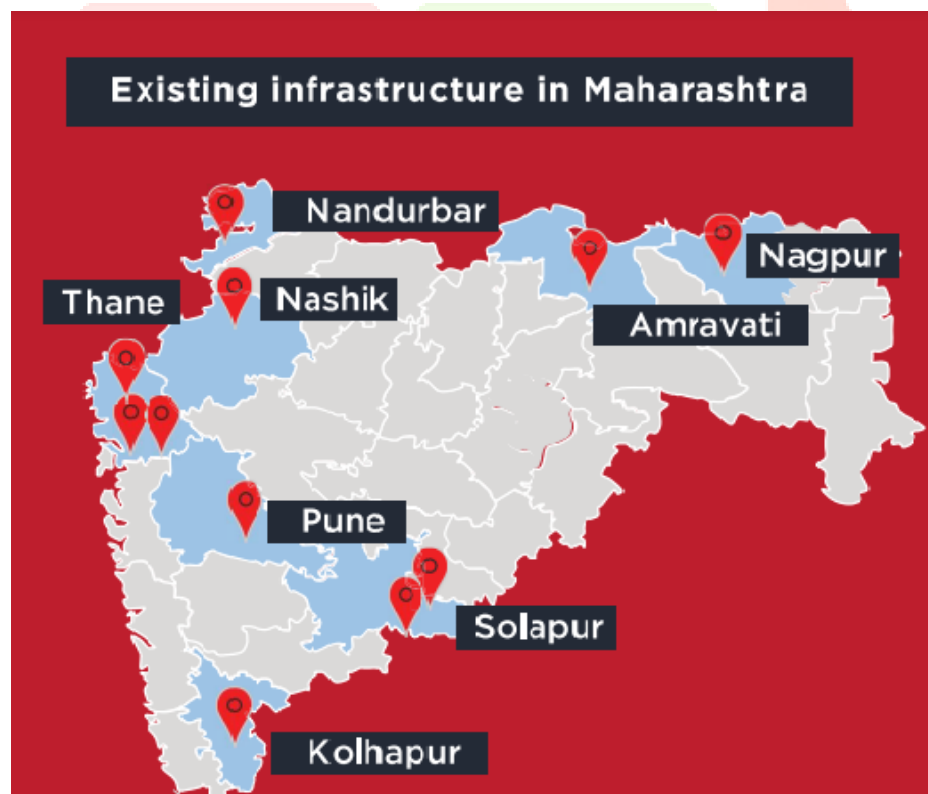 Existing infrastructure in Maharashtra
Nandurbar
Nagpur
Thane
Nashik
Amravati
Pune
Solapur
Kolhapur